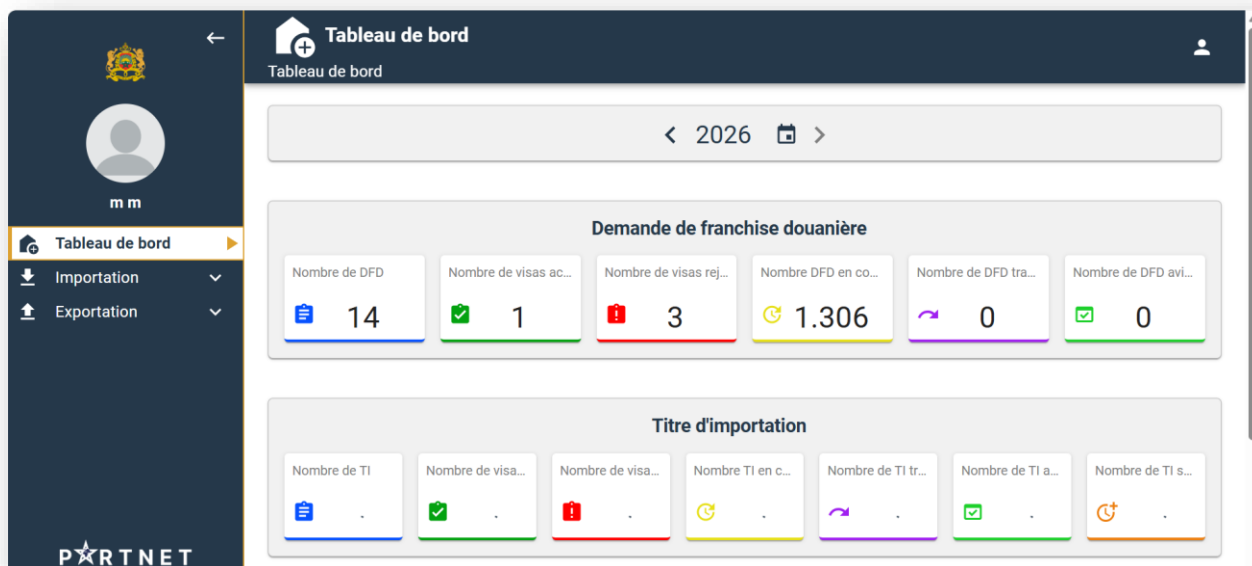 Tableau de bord
Tableau de bord
m m
Tableau de bord
Importation
Exportation
PARTNET
2026
Demande de franchise douanière
Nombre de DFD
14
Nombre de visas ac...
1
Nombre de visas rej...
3
Nombre DFD en co...
1.306
Nombre de DFD tra...
0
Nombre de DFD avi...
0
Titre d'importation
Nombre de TI
.
Nombre de visa...
.
Nombre de visa...
.
Nombre TI en c...
.
Nombre de TI tr...
.
Nombre de TI a...
.
Nombre de TI s...
.